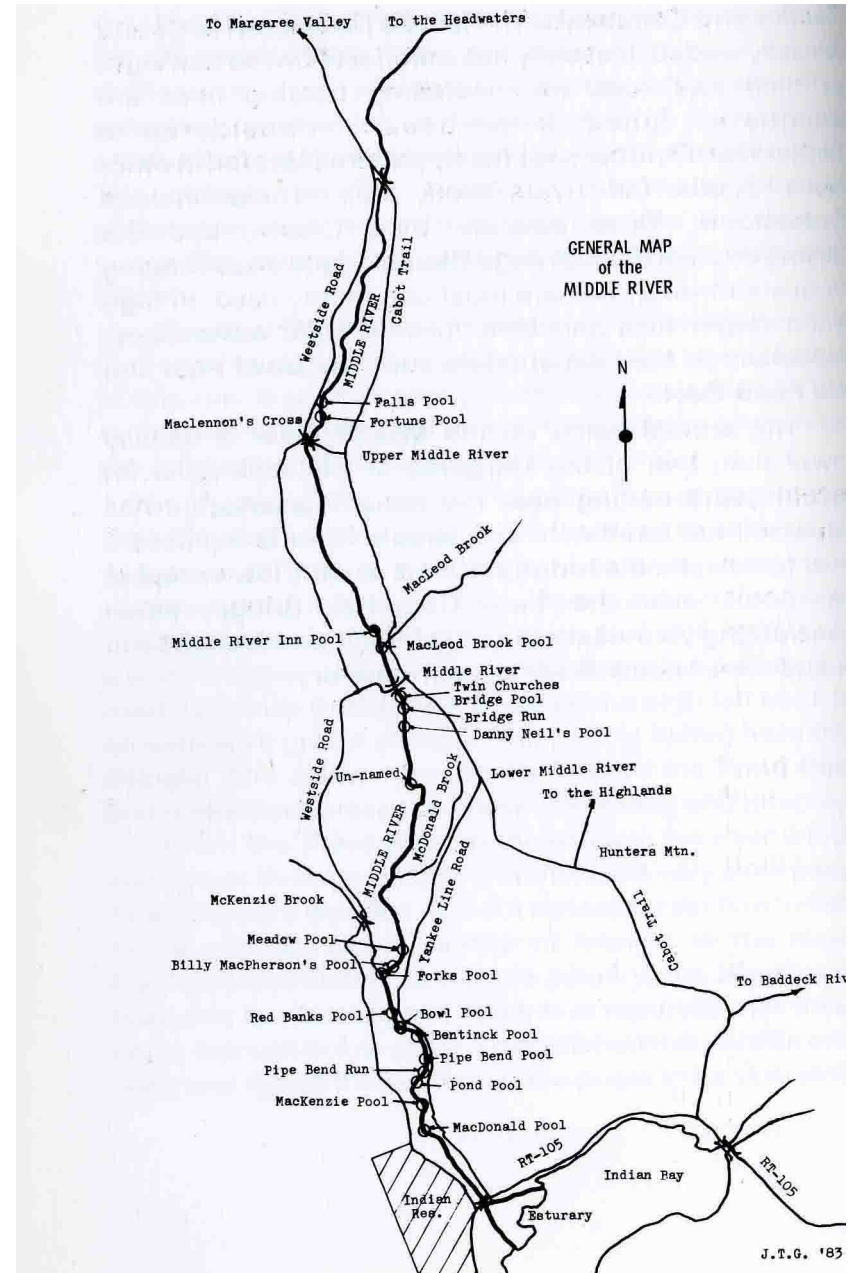 To Margaree Valley
To the Headwaters
GENERAL MAP
of the
MIDDLE RIVER
N
Westside Road
MIDDLE RIVER
Cabot Trail
Falls Pool
Maclennon's Cross
Fortune Pool
Upper Middle River
MacLeod Brook
Middle River Inn Pool
MacLeod Brook Pool
Middle River
Twin Churches
Bridge Pool
Bridge Run
Danny Neil's Pool
Westside Road
Un-named
Lower Middle River
To the Highlands
MIDDLE RIVER
McDonald Brook
Hunters Mtn.
Yankee Line Road
McKenzie Brook
Cabot Trail
Meadow Pool
Billy MacPherson's Pool
Forks Pool
To Baddeck Riv
Red Banks Pool
Bowl Pool
Bentinck Pool
Pipe Bend Pool
Pipe Bend Run
Pond Pool
MacKenzie Pool
MacDonald Pool
RT-105
Indian Bay
RT-105
Indian
Res.
Esturary
J.T.G. '83